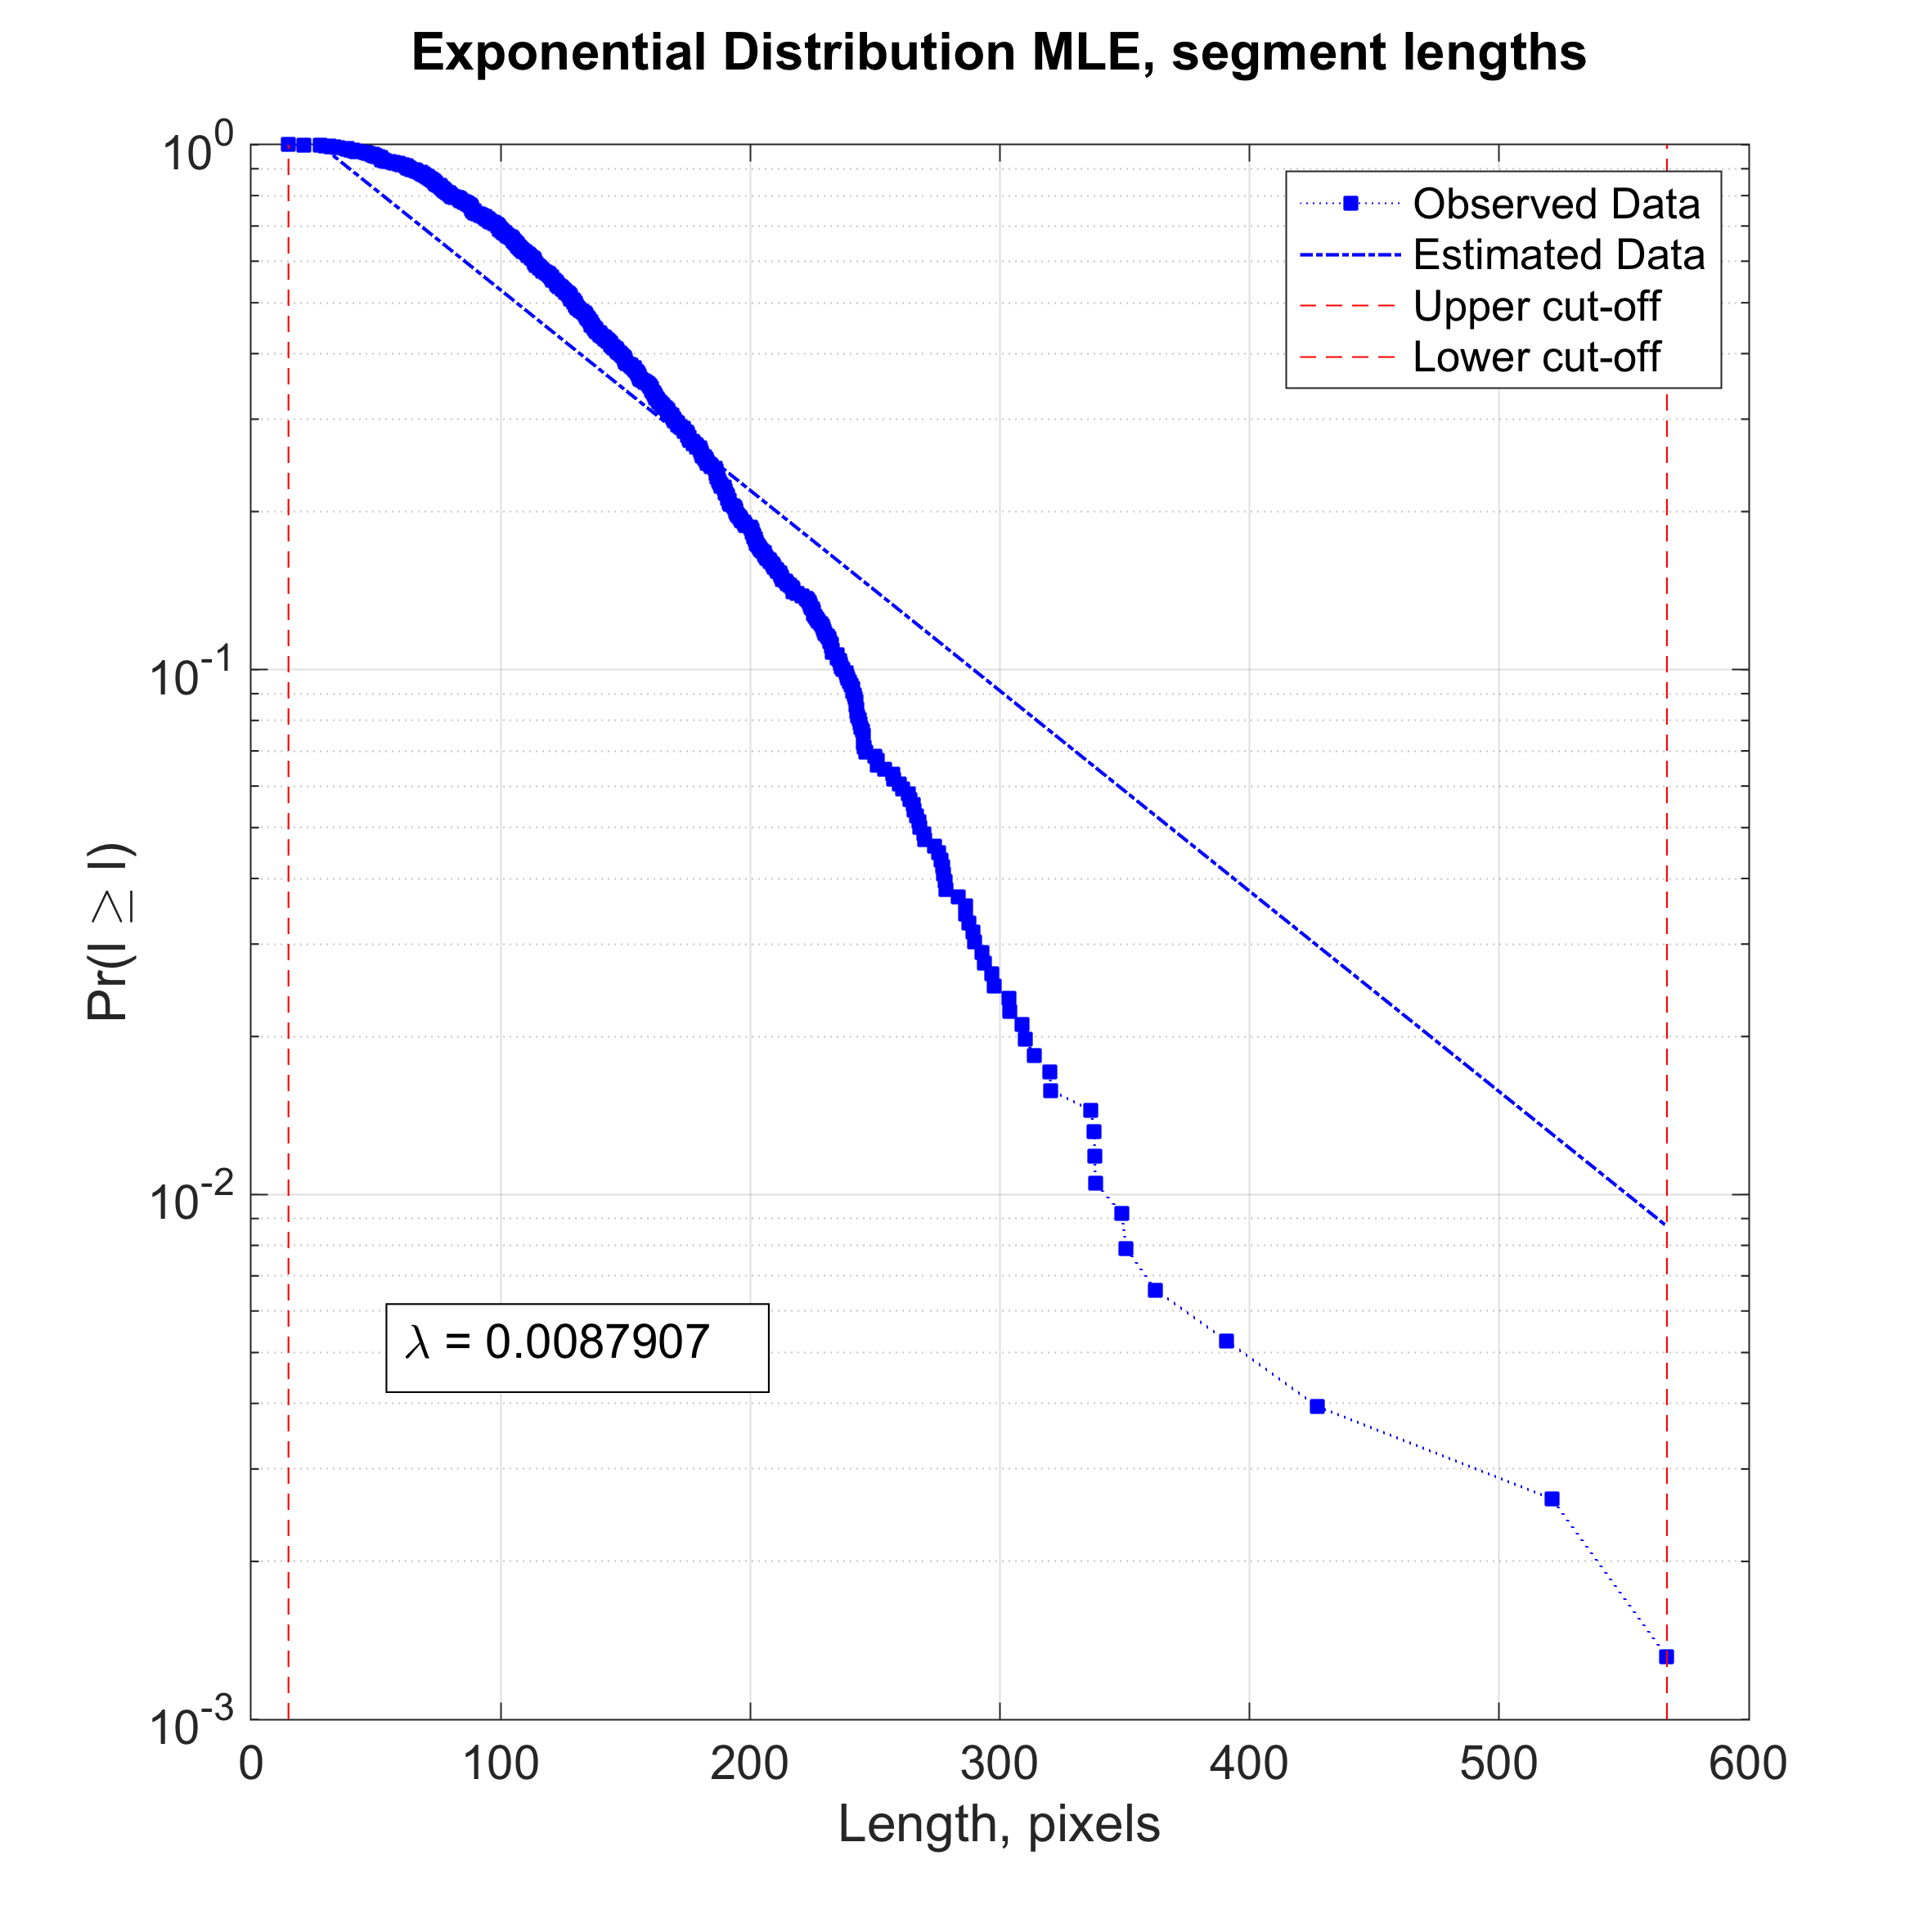 Exponential Distribution MLE, segment lengths
10^0
10^-1
10^-2
10^-3
Pr(l ≥ l)
Observed Data
Estimated Data
Upper cut-off
Lower cut-off
λ = 0.0087907
0 100 200 300 400 500 600
Length, pixels